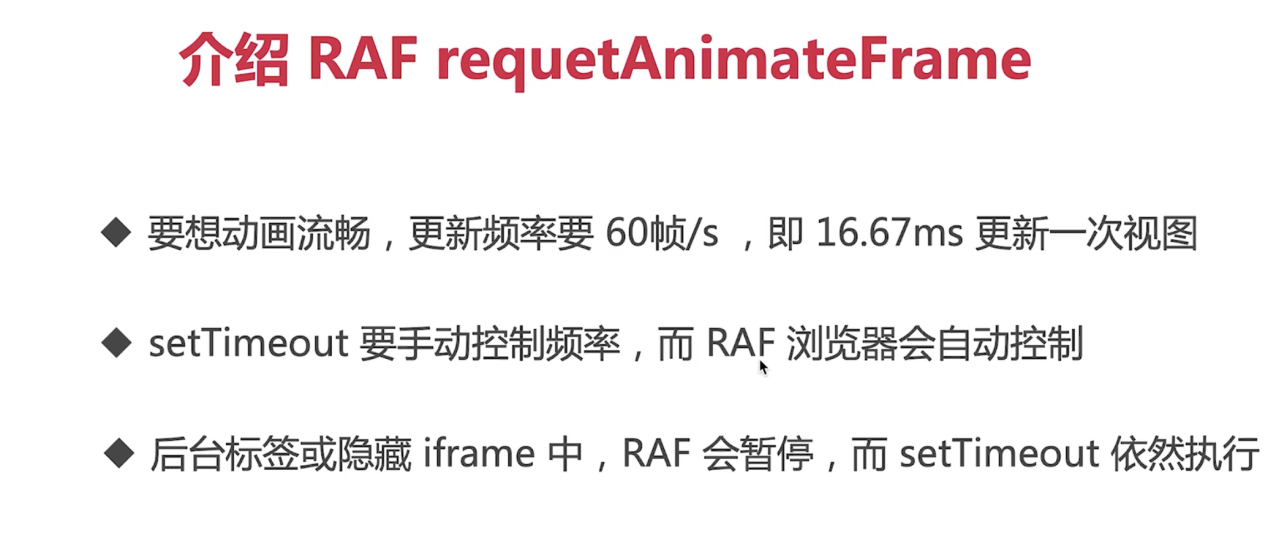 介绍 RAF requetAnimateFrame
◆ 要想动画流畅，更新频率要 60帧/s ，即 16.67ms 更新一次视图
◆ setTimeout 要手动控制频率，而 RAF 浏览器会自动控制
◆ 后台标签或隐藏 iframe 中，RAF 会暂停，而 setTimeout 依然执行